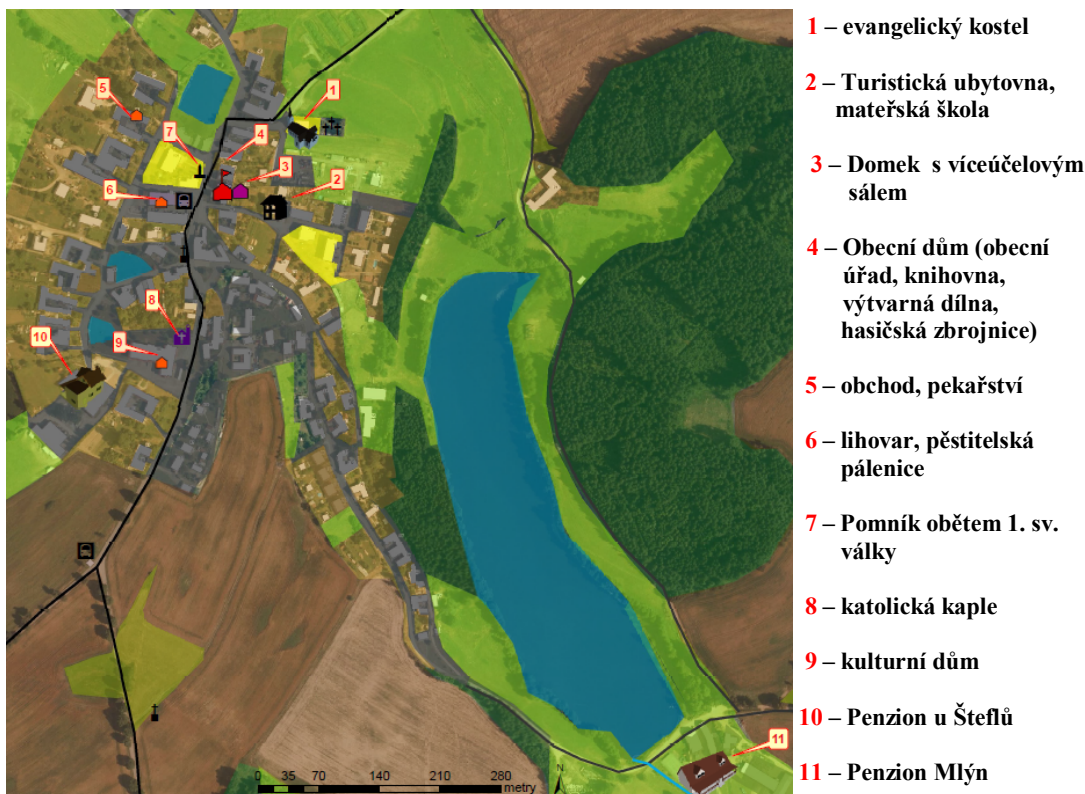 1 – evangelický kostel
2 – Turistická ubytovna,
mateřská škola
3 – Domek s víceúčelovým
sálem
4 – Obecní dům (obecní
úřad, knihovna,
výtvarná dílna,
hasičská zbrojnice)
5 – obchod, pekařství
6 – lihovar, pěstitelská
pálenice
7 – Pomník obětem 1. sv.
války
8 – katolická kaple
9 – kulturní dům
10 – Penzion u Šteflů
11 – Penzion Mlýn
5
1
7
4
3
2
6
8
9
10
11
0 35 70 140 210 280
metry
N